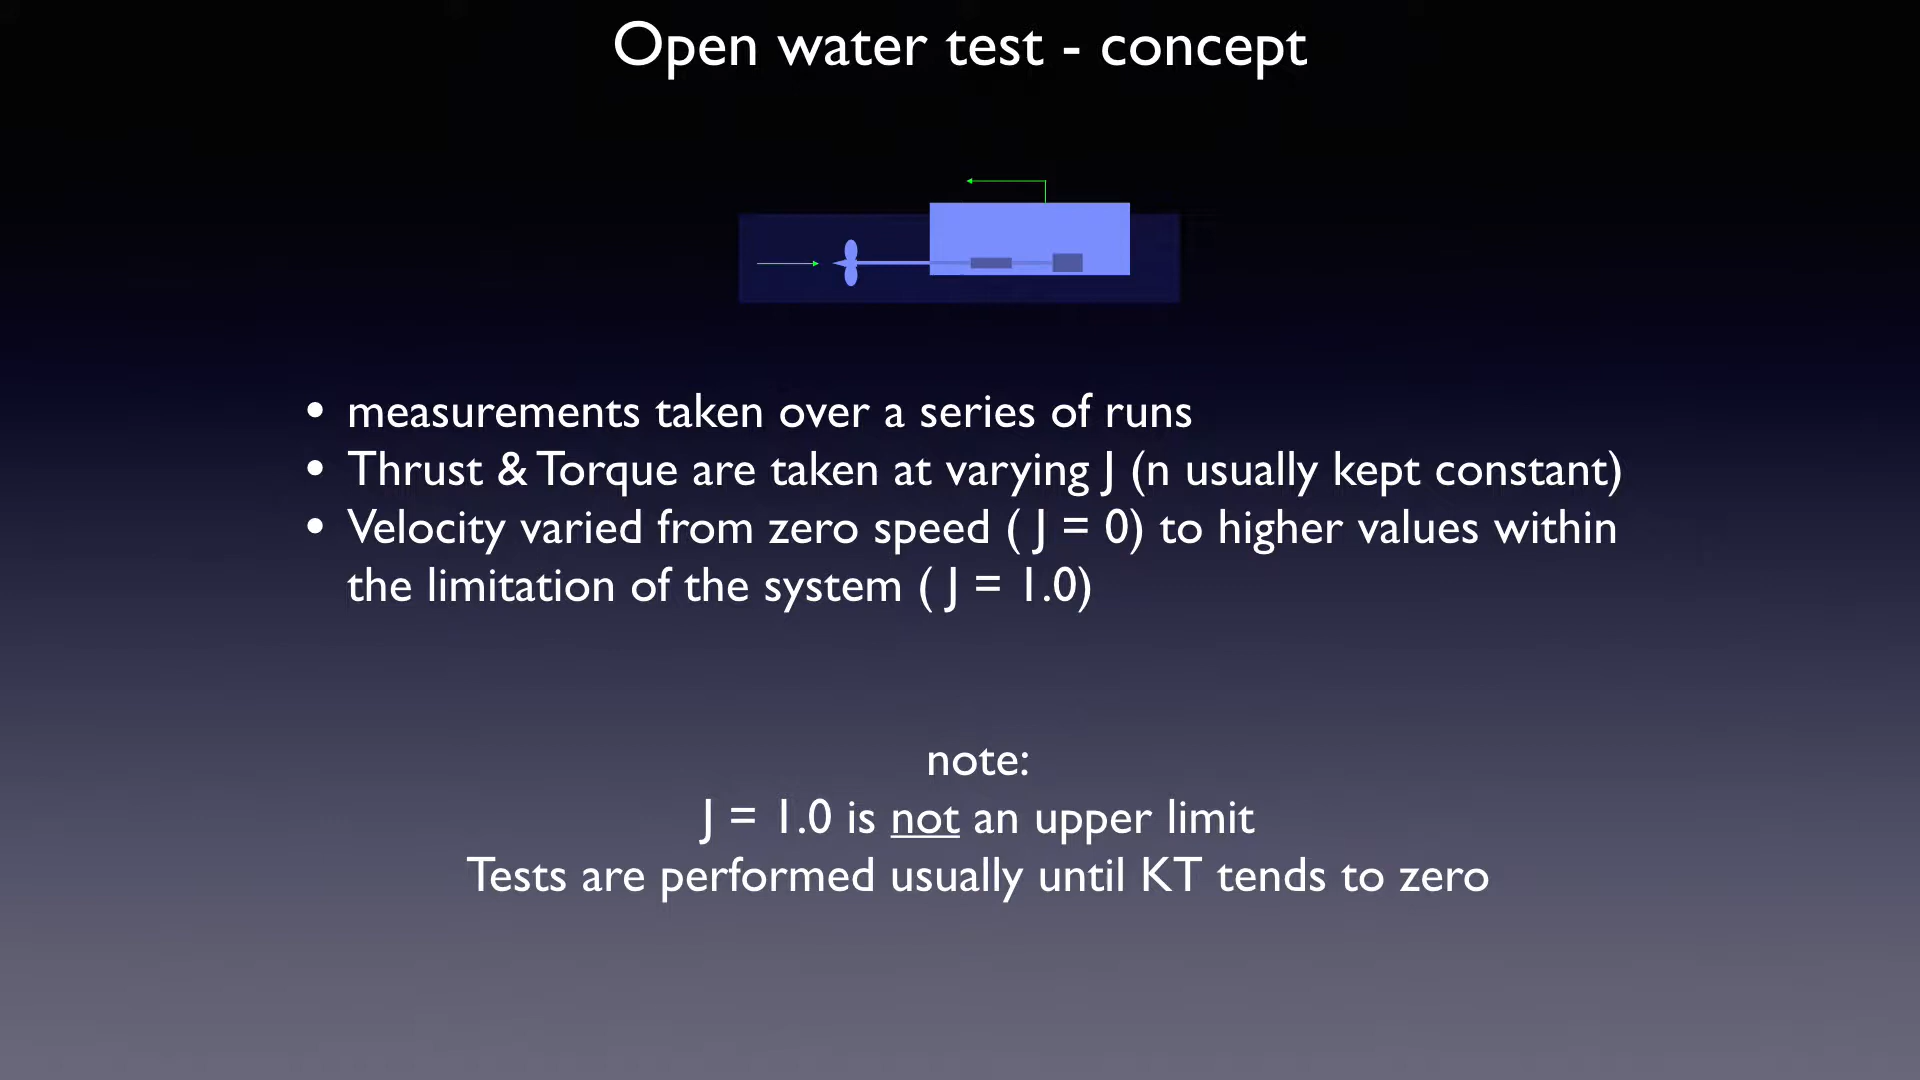 Open water test - concept
• measurements taken over a series of runs
• Thrust & Torque are taken at varying J (n usually kept constant)
• Velocity varied from zero speed ( J = 0) to higher values within
the limitation of the system ( J = 1.0)
note:
J = 1.0 is not an upper limit
Tests are performed usually until KT tends to zero